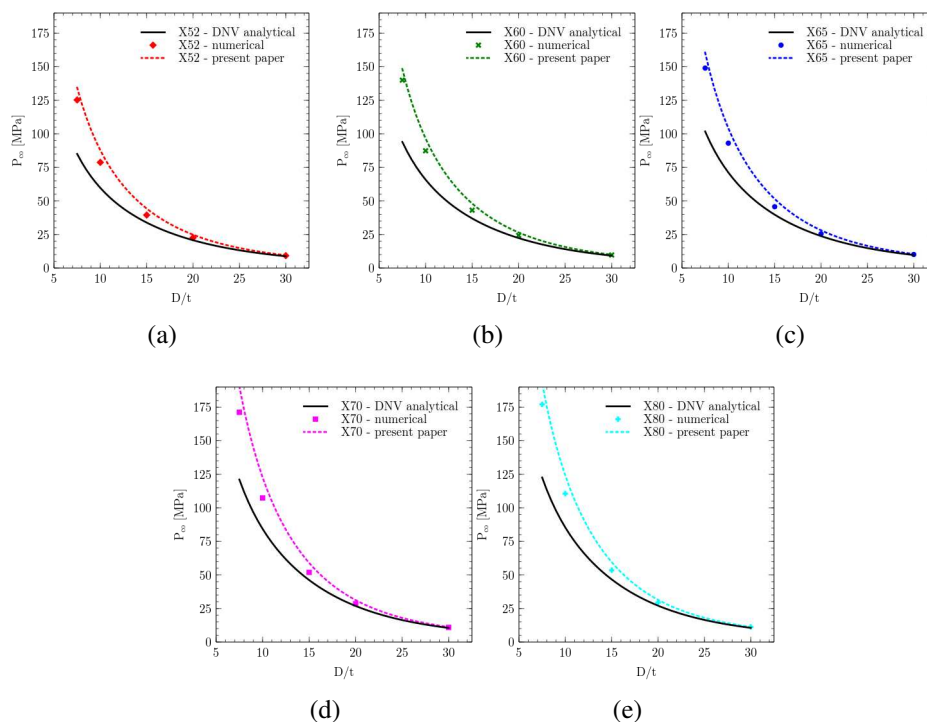 X52 - DNV analytical
X52 - numerical
X52 - present paper
P∞ [MPa]
175
150
125
100
75
50
25
0
5 10 15 20 25 30
D/t
(a)
X60 - DNV analytical
X60 - numerical
X60 - present paper
P∞ [MPa]
175
150
125
100
75
50
25
0
5 10 15 20 25 30
D/t
(b)
X65 - DNV analytical
X65 - numerical
X65 - present paper
P∞ [MPa]
175
150
125
100
75
50
25
0
5 10 15 20 25 30
D/t
(c)
X70 - DNV analytical
X70 - numerical
X70 - present paper
P∞ [MPa]
175
150
125
100
75
50
25
0
5 10 15 20 25 30
D/t
(d)
X80 - DNV analytical
X80 - numerical
X80 - present paper
P∞ [MPa]
175
150
125
100
75
50
25
0
5 10 15 20 25 30
D/t
(e)